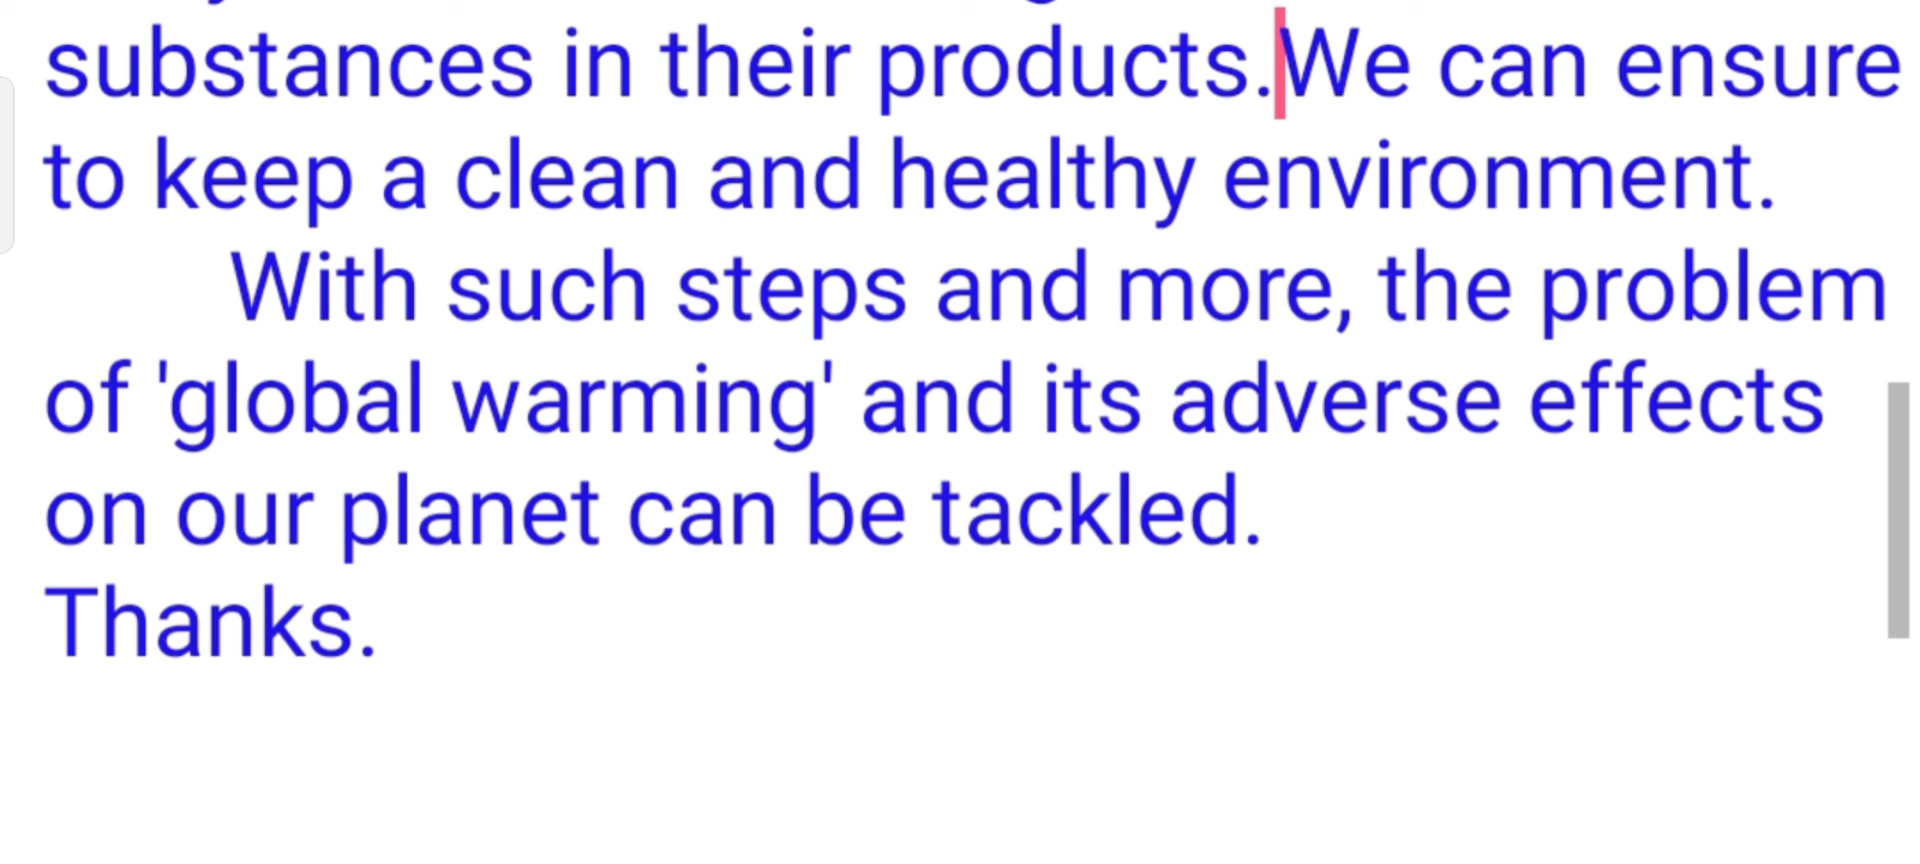 substances in their products.We can ensure
to keep a clean and healthy environment.
With such steps and more, the problem
of 'global warming' and its adverse effects
on our planet can be tackled.
Thanks.